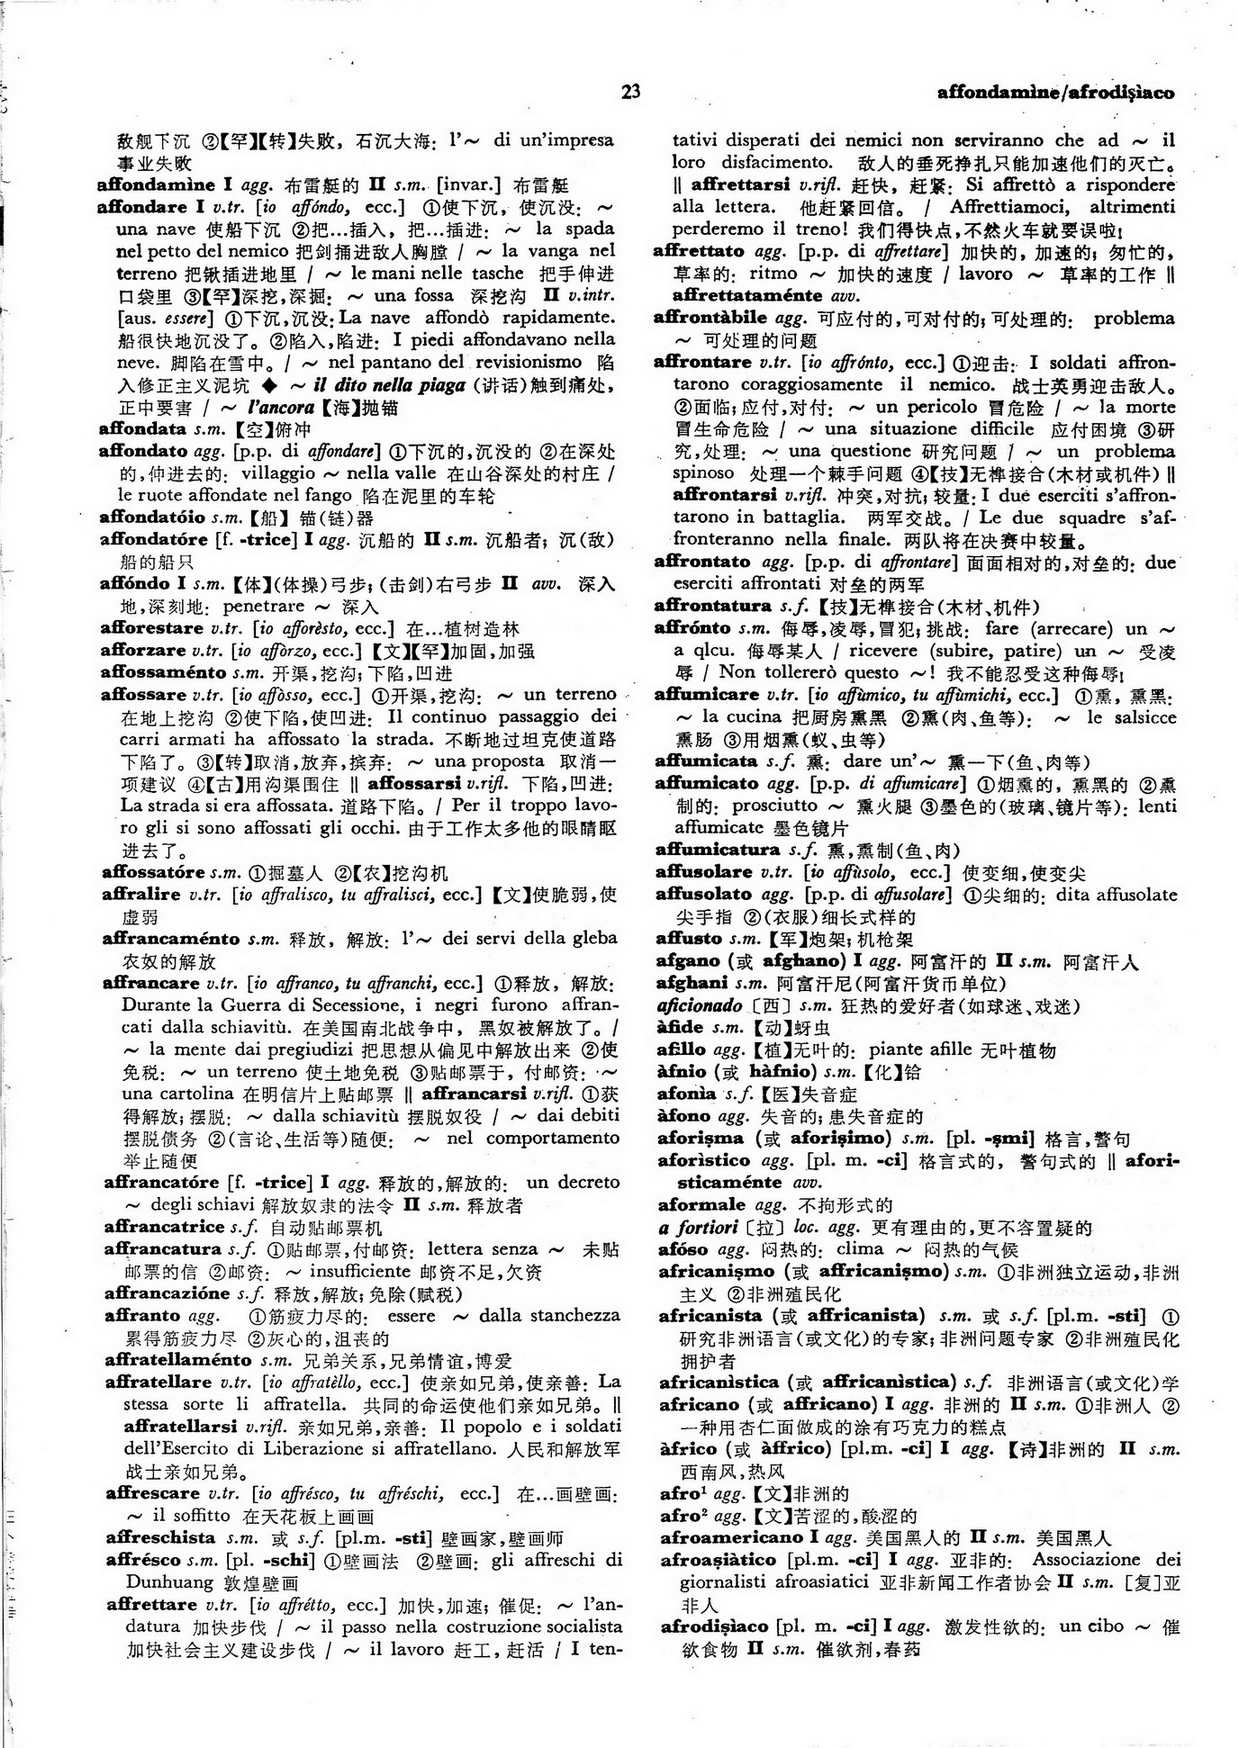 23
affondamìne/afrodiṣìaco
敌舰下沉 ②【罕】【转】失败，石沉大海: l'～ di un'impresa
事业失败
affondamìne I agg. 布雷艇的 II s.m. [invar.] 布雷艇
affondare I v.tr. [io affóndo, ecc.] ①使下沉，使沉没: ～
una nave 使船下沉 ②把…插入，把…插进: ～ la spada
nel petto del nemico 把剑捅进敌人胸膛 / ～ la vanga nel
terreno 把锹插进地里 / ～ le mani nelle tasche 把手伸进
口袋里 ③【罕】深挖,深掘: ～ una fossa 深挖沟 II v.intr.
[aus. essere] ①下沉,沉没: La nave affondò rapidamente.
船很快地沉没了。②陷入,陷进: I piedi affondavano nella
neve. 脚陷在雪中。/ ～ nel pantano del revisionismo 陷
入修正主义泥坑 ◆ ～ il dito nella piaga (讲话)触到痛处,
正中要害 / ～ l'ancora【海】抛锚
affondata s.m.【空】俯冲
affondato agg. [p.p. di affondare] ①下沉的,沉没的 ②在深处
的,伸进去的: villaggio ～ nella valle 在山谷深处的村庄 /
le ruote affondate nel fango 陷在泥里的车轮
affondatóio s.m.【船】锚(链)器
affondatóre [f. -trice] I agg. 沉船的 II s.m. 沉船者; 沉(敌)
船的船只
affóndo I s.m.【体】(体操)弓步; (击剑)右弓步 II avv. 深入
地,深刻地: penetrare ～ 深入
afforestare v.tr. [io afforèsto, ecc.] 在…植树造林
afforzare v.tr. [io affòrzo, ecc.]【文】【罕】加固,加强
affossaménto s.m. 开渠,挖沟; 下陷,凹进
affossare v.tr. [io affòsso, ecc.] ①开渠,挖沟: ～ un terreno
在地上挖沟 ②使下陷,使凹进: Il continuo passaggio dei
carri armati ha affossato la strada. 不断地过坦克使道路
下陷了。③【转】取消,放弃,摈弃: ～ una proposta 取消一
项建议 ④【古】用沟渠围住 ‖ affossarsi v.rifl. 下陷,凹进:
La strada si era affossata. 道路下陷。/ Per il troppo lavo-
ro gli si sono affossati gli occhi. 由于工作太多他的眼睛眍
进去了。
affossatóre s.m. ①掘墓人 ②【农】挖沟机
affralire v.tr. [io affralisco, tu affralisci, ecc.]【文】使脆弱,使
虚弱
affrancaménto s.m. 释放，解放: l'～ dei servi della gleba
农奴的解放
affrancare v.tr. [io affranco, tu affranchi, ecc.] ①释放，解放:
Durante la Guerra di Secessione, i negri furono affran-
cati dalla schiavitù. 在美国南北战争中，黑奴被解放了。/
～ la mente dai pregiudizi 把思想从偏见中解放出来 ②使
免税: ～ un terreno 使土地免税 ③贴邮票于，付邮资: ～
una cartolina 在明信片上贴邮票 ‖ affrancarsi v.rifl. ①获
得解放; 摆脱: ～ dalla schiavitù 摆脱奴役 / ～ dai debiti
摆脱债务 ②(言论、生活等)随便: ～ nel comportamento
举止随便
affrancatóre [f. -trice] I agg. 释放的,解放的: un decreto
～ degli schiavi 解放奴隶的法令 II s.m. 释放者
affrancatrice s.f. 自动贴邮票机
affrancatura s.f. ①贴邮票,付邮资: lettera senza ～ 未贴
邮票的信 ②邮资: ～ insufficiente 邮资不足,欠资
affrancazióne s.f. 释放,解放; 免除(赋税)
affranto agg. ①筋疲力尽的: essere ～ dalla stanchezza
累得筋疲力尽 ②灰心的,沮丧的
affratellaménto s.m. 兄弟关系,兄弟情谊,博爱
affratellare v.tr. [io affratèllo, ecc.] 使亲如兄弟,使亲善: La
stessa sorte li affratella. 共同的命运使他们亲如兄弟。‖
affratellarsi v.rifl. 亲如兄弟,亲善: Il popolo e i soldati
dell'Esercito di Liberazione si affratellano. 人民和解放军
战士亲如兄弟。
affrescare v.tr. [io affrésco, tu affréschi, ecc.] 在…画壁画:
～ il soffitto 在天花板上画画
affreschista s.m. 或 s.f. [pl.m. -sti] 壁画家,壁画师
affrésco s.m. [pl. -schi] ①壁画法 ②壁画: gli affreschi di
Dunhuang 敦煌壁画
affrettare v.tr. [io affrétto, ecc.] 加快,加速; 催促: ～ l'an-
datura 加快步伐 / ～ il passo nella costruzione socialista
加快社会主义建设步伐 / ～ il lavoro 赶工，赶活 / I ten-
tativi disperati dei nemici non serviranno che ad ～ il
loro disfacimento. 敌人的垂死挣扎只能加速他们的灭亡。
‖ affrettarsi v.rifl. 赶快，赶紧: Si affrettò a rispondere
alla lettera. 他赶紧回信。/ Affrettiamoci, altrimenti
perderemo il treno! 我们得快点,不然火车就要误啦!
affrettato agg. [p.p. di affrettare] 加快的，加速的; 匆忙的，
草率的: ritmo ～ 加快的速度 / lavoro ～ 草率的工作 ‖
affrettataménte avv.
affrontàbile agg. 可应付的,可对付的; 可处理的: problema
～ 可处理的问题
affrontare v.tr. [io affrónto, ecc.] ①迎击: I soldati affron-
tarono coraggiosamente il nemico. 战士英勇迎击敌人。
②面临; 应付,对付: ～ un pericolo 冒危险 / ～ la morte
冒生命危险 / ～ una situazione difficile 应付困境 ③研
究,处理: ～ una questione 研究问题 / ～ un problema
spinoso 处理一个棘手问题 ④【技】无榫接合(木材或机件) ‖
affrontarsi v.rifl. 冲突,对抗; 较量: I due eserciti s'affron-
tarono in battaglia. 两军交战。/ Le due squadre s'af-
fronteranno nella finale. 两队将在决赛中较量。
affrontato agg. [p.p. di affrontare] 面面相对的,对垒的: due
eserciti affrontati 对垒的两军
affrontatura s.f.【技】无榫接合(木材、机件)
affrónto s.m. 侮辱,凌辱,冒犯; 挑战: fare (arrecare) un ～
a qlcu. 侮辱某人 / ricevere (subire, patire) un ～ 受凌
辱 / Non tollererò questo ～! 我不能忍受这种侮辱!
affumicare v.tr. [io affùmico, tu affùmichi, ecc.] ①熏，熏黑:
～ la cucina 把厨房熏黑 ②熏(肉、鱼等): ～ le salsicce
熏肠 ③用烟熏(蚁、虫等)
affumicata s.f. 熏: dare un'～ 熏一下(鱼、肉等)
affumicato agg. [p.p. di affumicare] ①烟熏的，熏黑的 ②熏
制的: prosciutto ～ 熏火腿 ③墨色的(玻璃、镜片等): lenti
affumicate 墨色镜片
affumicatura s.f. 熏,熏制(鱼、肉)
affusolare v.tr. [io affùsolo, ecc.] 使变细,使变尖
affusolato agg. [p.p. di affusolare] ①尖细的: dita affusolate
尖手指 ②(衣服)细长式样的
affusto s.m.【军】炮架; 机枪架
afgano (或 afghano) I agg. 阿富汗的 II s.m. 阿富汗人
afghani s.m. 阿富汗尼(阿富汗货币单位)
aficionado〔西〕s.m. 狂热的爱好者(如球迷、戏迷)
àfide s.m.【动】蚜虫
afillo agg.【植】无叶的: piante afille 无叶植物
àfnio (或 hàfnio) s.m.【化】铪
afonìa s.f.【医】失音症
àfono agg. 失音的; 患失音症的
aforiṣma (或 aforiṣimo) s.m. [pl. -ṣmi] 格言,警句
aforìstico agg. [pl. m. -ci] 格言式的，警句式的 ‖ afori-
sticaménte avv.
aformale agg. 不拘形式的
a fortiori〔拉〕loc. agg. 更有理由的,更不容置疑的
afóso agg. 闷热的: clima ～ 闷热的气候
africaniṣmo (或 affricaniṣmo) s.m. ①非洲独立运动,非洲
主义 ②非洲殖民化
africanista (或 affricanista) s.m. 或 s.f. [pl.m. -sti] ①
研究非洲语言(或文化)的专家; 非洲问题专家 ②非洲殖民化
拥护者
africanìstica (或 affricanìstica) s.f. 非洲语言(或文化)学
africano (或 affricano) I agg. 非洲的 II s.m. ①非洲人 ②
一种用杏仁面做成的涂有巧克力的糕点
àfrico (或 àffrico) [pl.m. -ci] I agg.【诗】非洲的 II s.m.
西南风,热风
afro¹ agg.【文】非洲的
afro² agg.【文】苦涩的,酸涩的
afroamericano I agg. 美国黑人的 II s.m. 美国黑人
afroaṣiàtico [pl.m. -ci] I agg. 亚非的: Associazione dei
giornalisti afroasiatici 亚非新闻工作者协会 II s.m. [复]亚
非人
afrodiṣìaco [pl. m. -ci] I agg. 激发性欲的: un cibo ～ 催
欲食物 II s.m. 催欲剂,春药